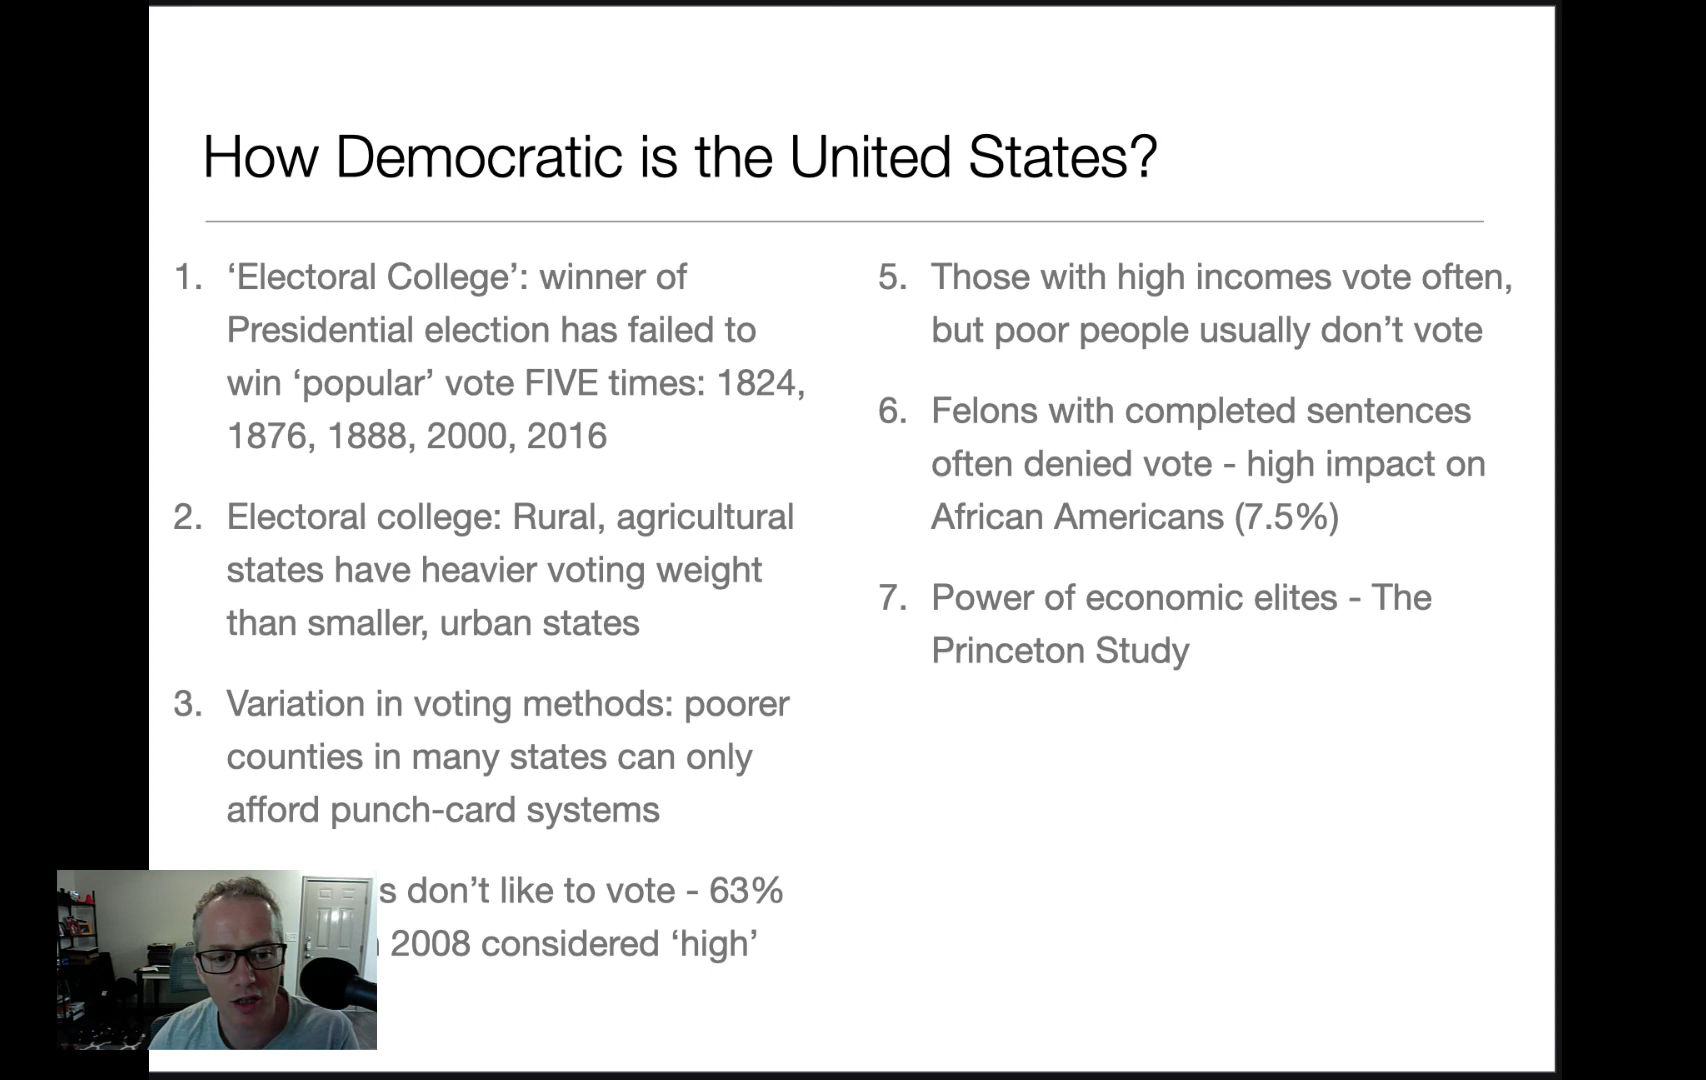 How Democratic is the United States?
1. ‘Electoral College’: winner of
Presidential election has failed to
win ‘popular’ vote FIVE times: 1824,
1876, 1888, 2000, 2016
2. Electoral college: Rural, agricultural
states have heavier voting weight
than smaller, urban states
3. Variation in voting methods: poorer
counties in many states can only
afford punch-card systems
s don’t like to vote - 63%
2008 considered ‘high’
5. Those with high incomes vote often,
but poor people usually don’t vote
6. Felons with completed sentences
often denied vote - high impact on
African Americans (7.5%)
7. Power of economic elites - The
Princeton Study